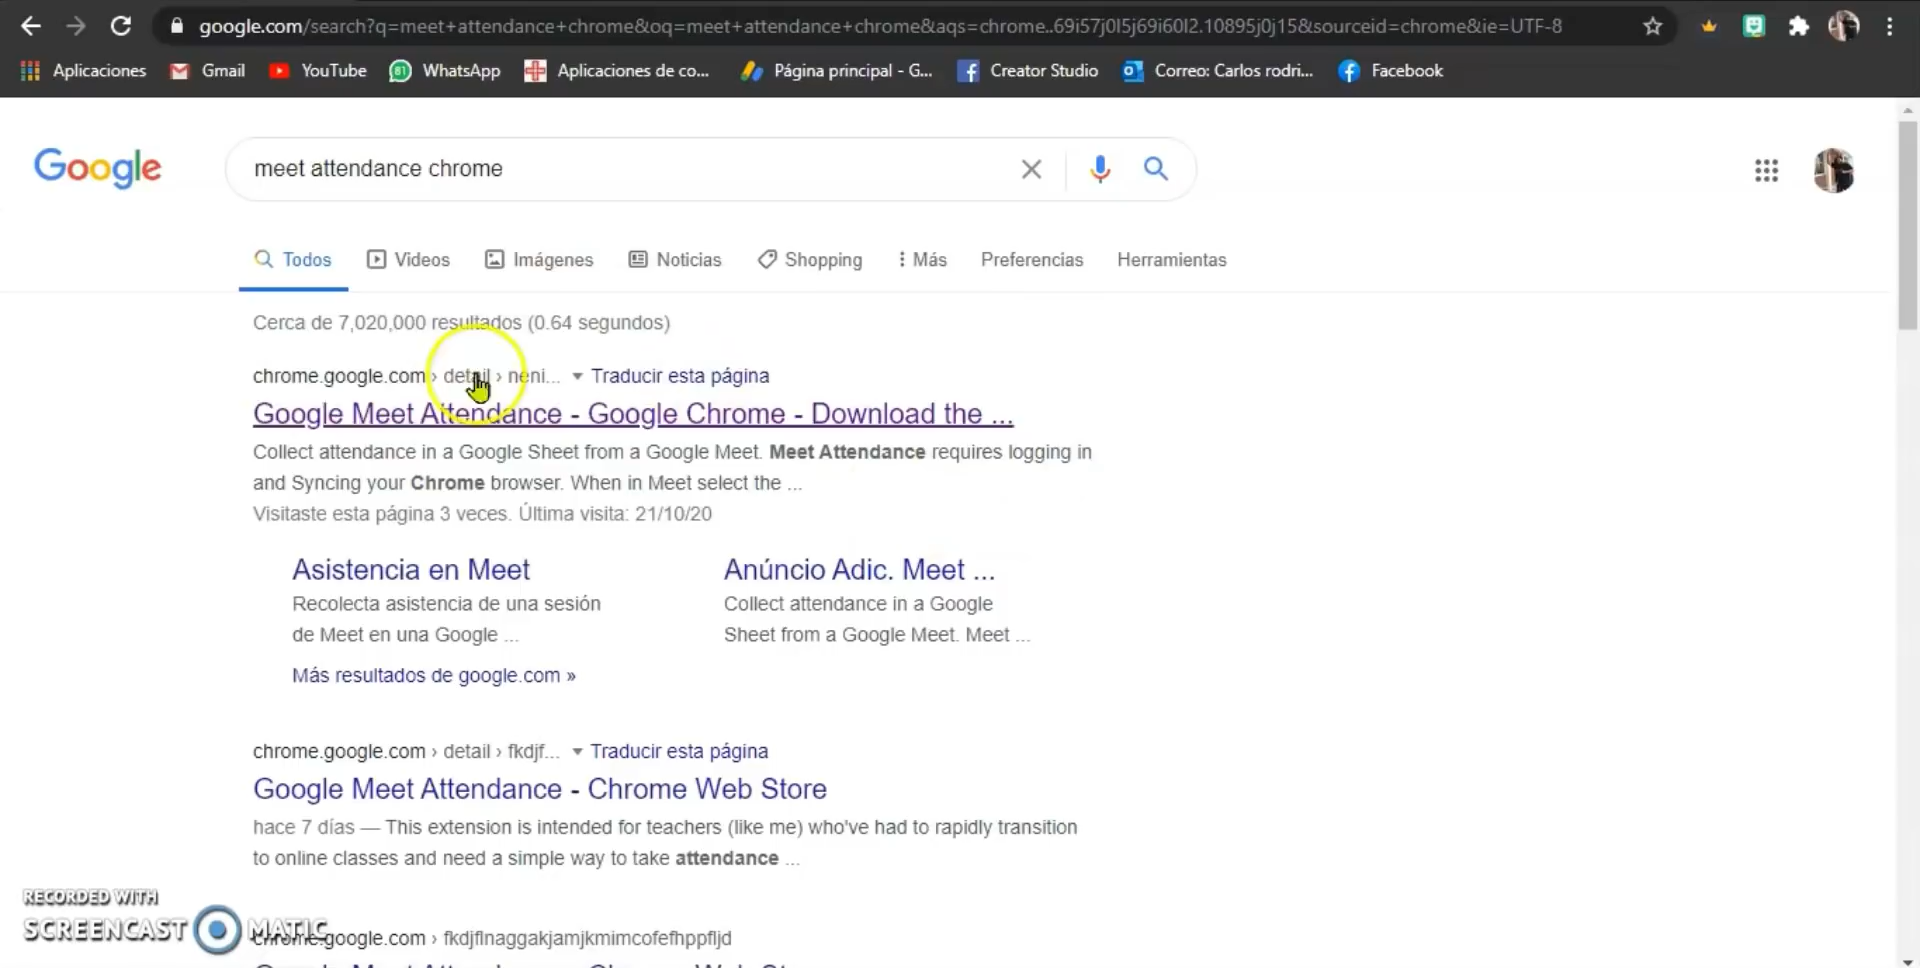 google.com/search?q=meet+attendance+chrome&oq=meet+attendance+chrome&aqs=chrome..69i57j0l5j69i60l2.10895j0j15&sourceid=chrome&ie=UTF-8
Aplicaciones Gmail YouTube WhatsApp Aplicaciones de co... Página principal - G... Creator Studio Correo: Carlos rodri... Facebook
Google meet attendance chrome
Todos Videos Imágenes Noticias Shopping Más Preferencias Herramientas
Cerca de 7,020,000 resultados (0.64 segundos)
chrome.google.com › detail › neni... Traducir esta página
Google Meet Attendance - Google Chrome - Download the ...
Collect attendance in a Google Sheet from a Google Meet. Meet Attendance requires logging in
and Syncing your Chrome browser. When in Meet select the ...
Visitaste esta página 3 veces. Última visita: 21/10/20
Asistencia en Meet
Recolecta asistencia de una sesión
de Meet en una Google ...
Anúncio Adic. Meet ...
Collect attendance in a Google
Sheet from a Google Meet. Meet ...
Más resultados de google.com »
chrome.google.com › detail › fkdjf... Traducir esta página
Google Meet Attendance - Chrome Web Store
hace 7 días — This extension is intended for teachers (like me) who've had to rapidly transition
to online classes and need a simple way to take attendance ...
RECORDED WITH
SCREENCAST MATIC
chrome.google.com › fkdjflnaggakjamjkmimcofefhppfljd